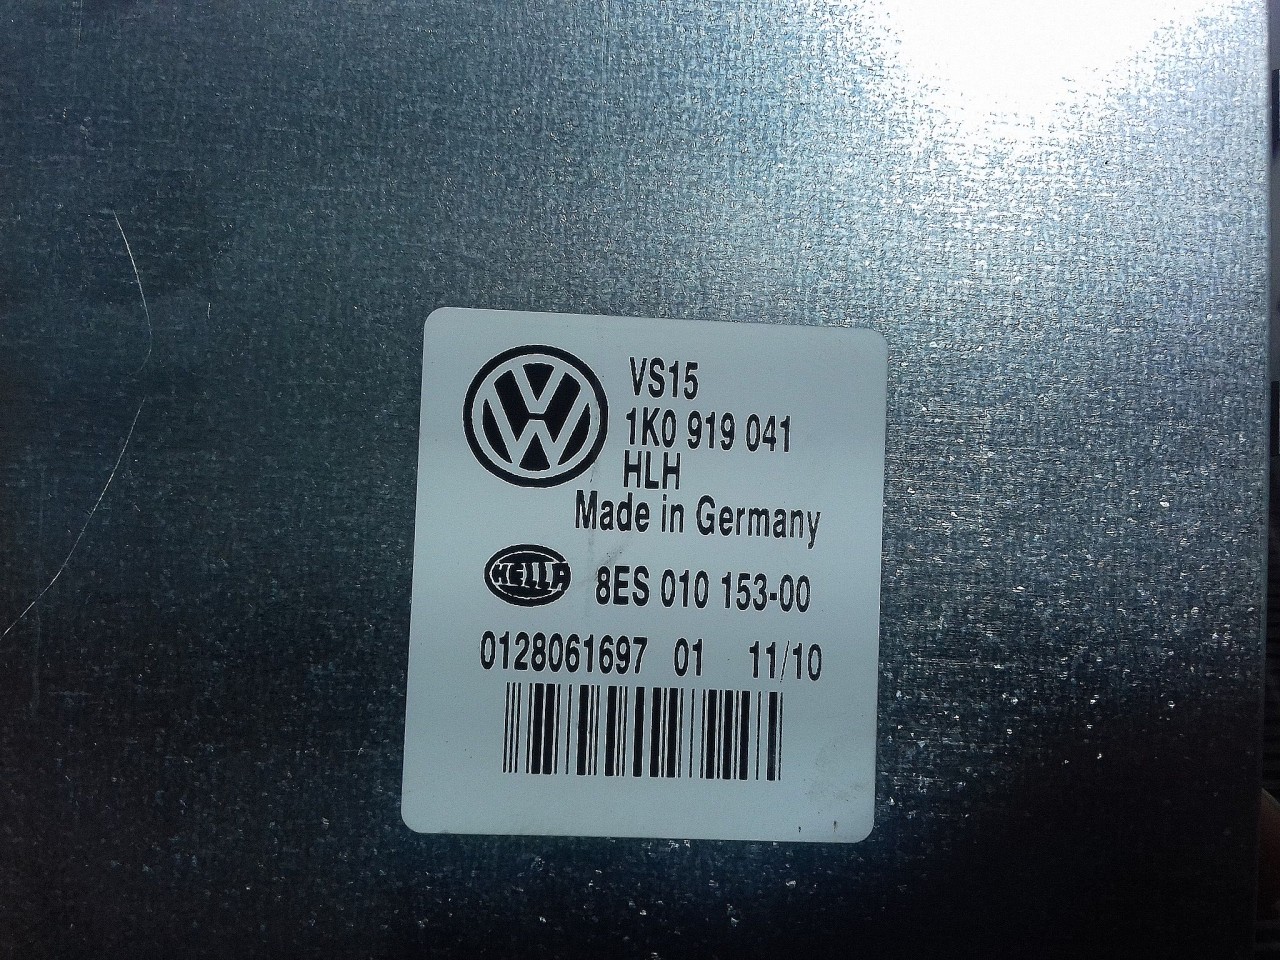 VS15
1K0 919 041
HLH
Made in Germany
HELLA 8ES 010 153-00
0128061697 01 11/10